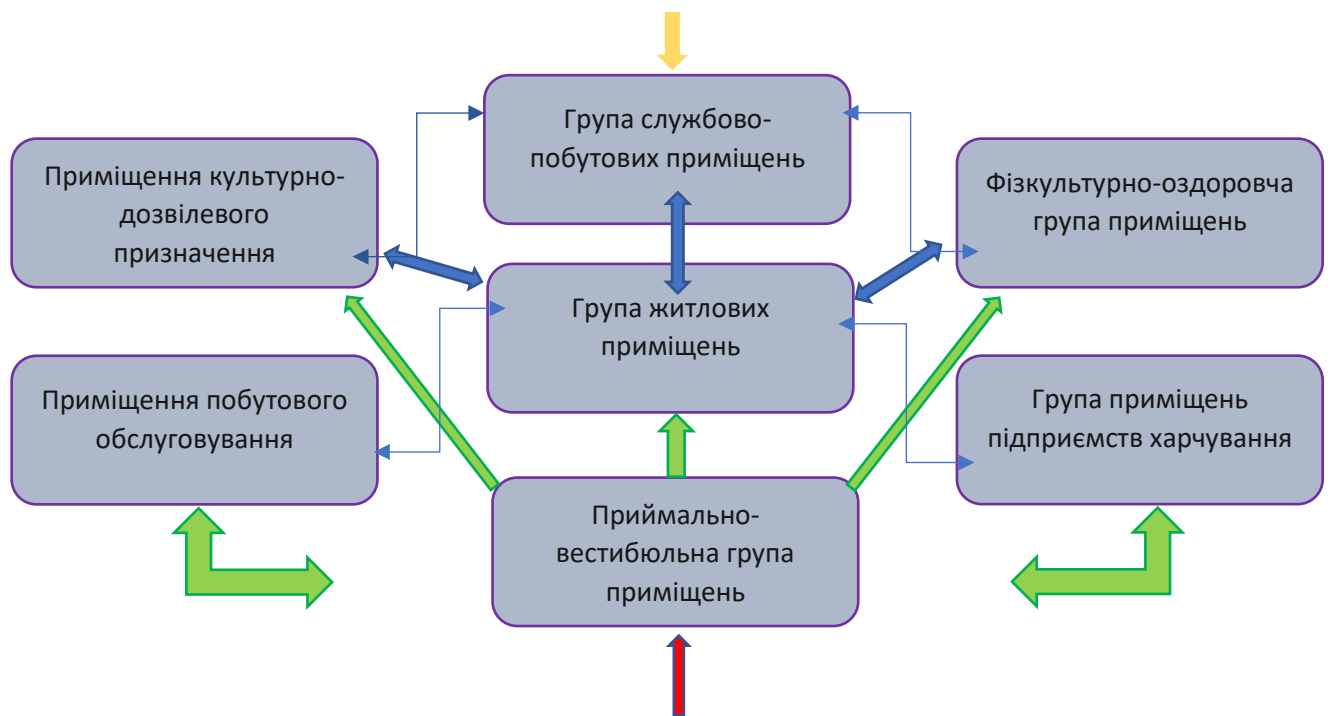 Група службово-
побутових приміщень
Приміщення культурно-
дозвілевого
призначення
Фізкультурно-оздоровча
група приміщень
Група житлових
приміщень
Приміщення побутового
обслуговування
Група приміщень
підприємств харчування
Приймально-
вестибюльна група
приміщень